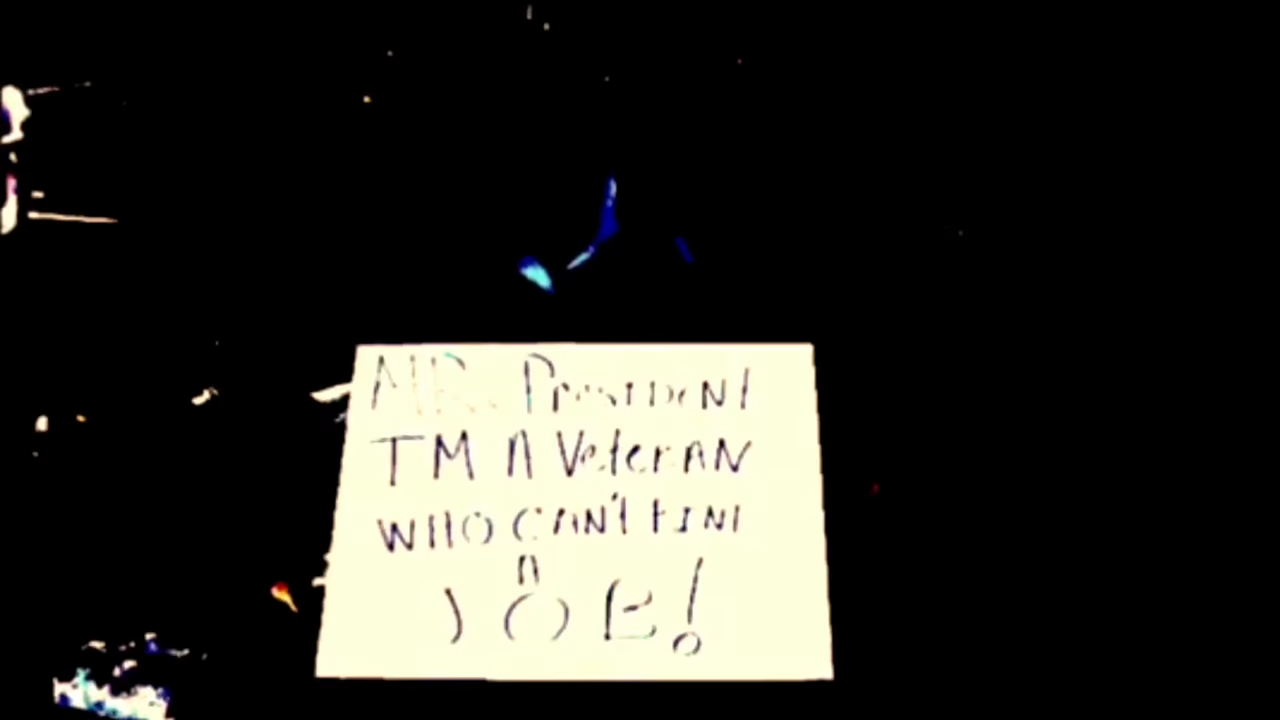 MR. PresIDeNT
I'M A VeterAN
WHO CAN'T FIND
A
JOB!